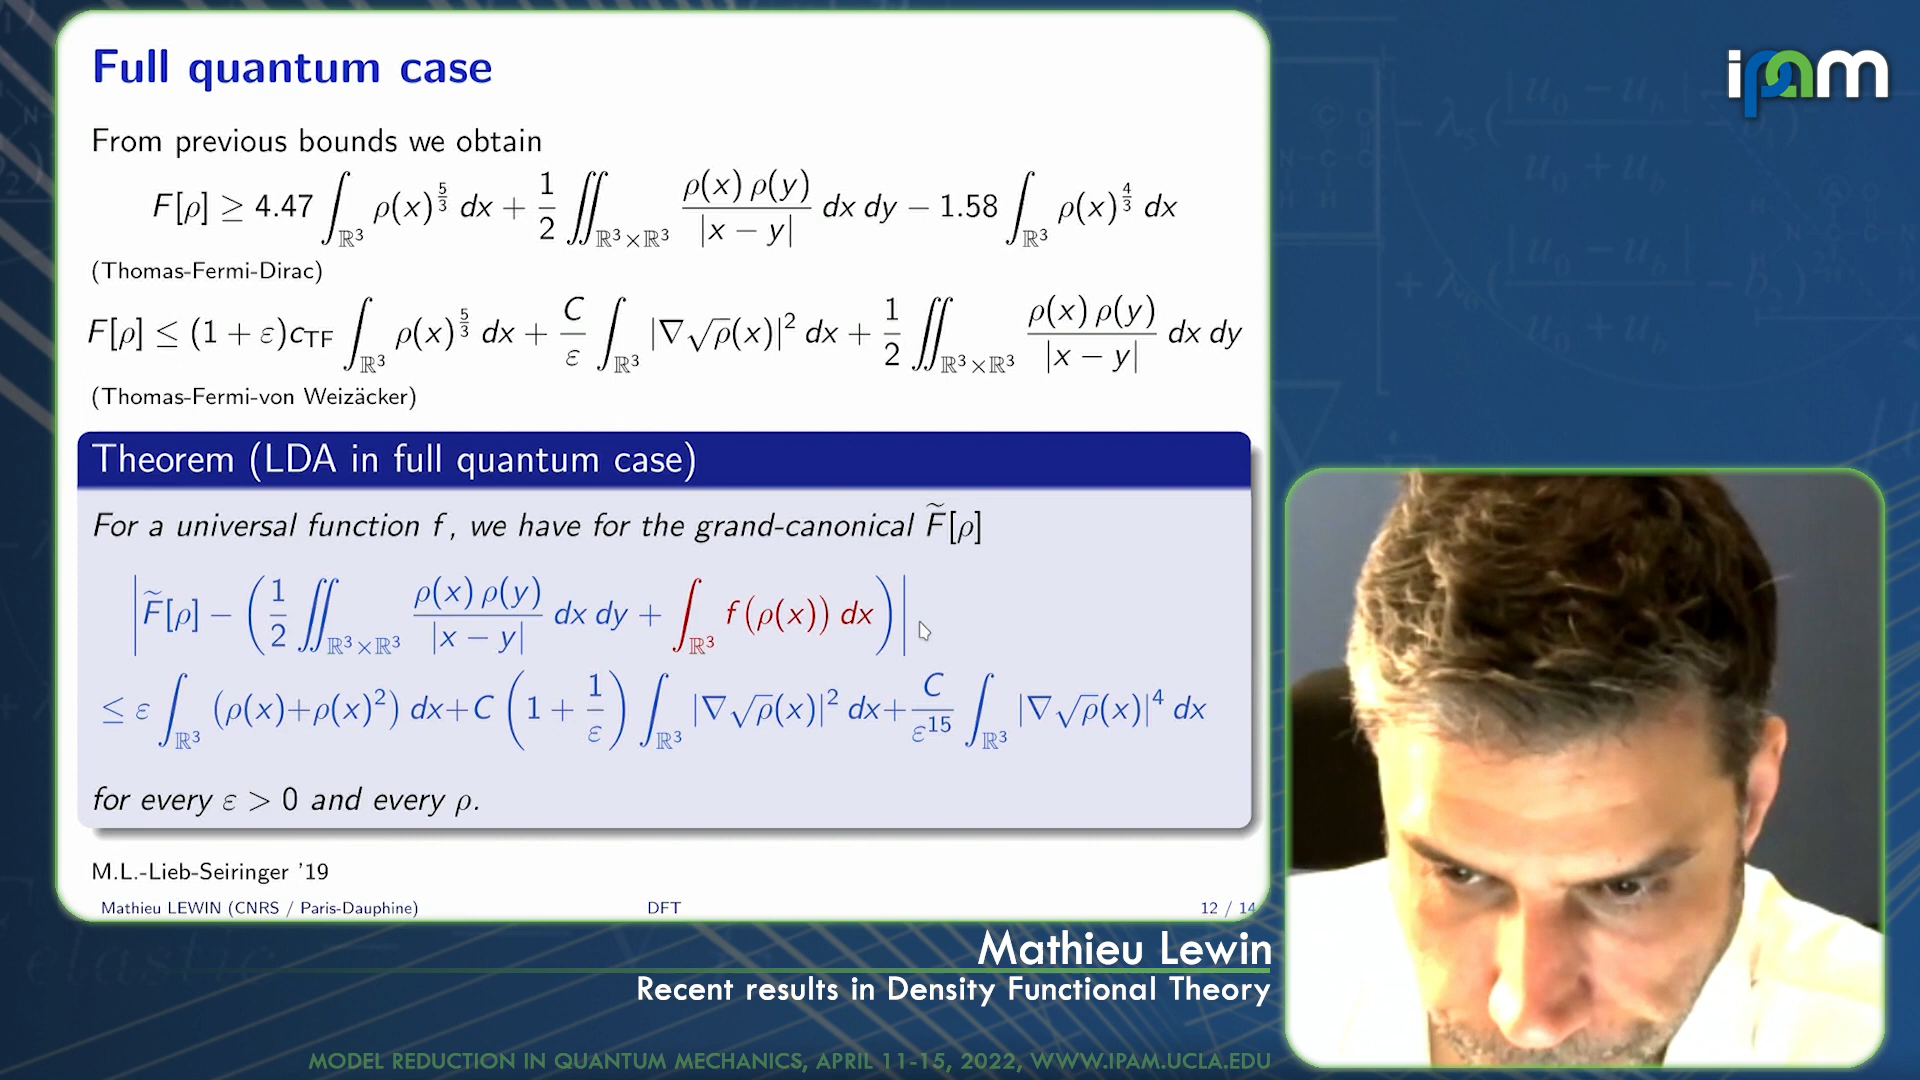 Full quantum case
ipam
From previous bounds we obtain
F[ρ] ≥ 4.47 ∫_{ℝ³} ρ(x)^{5/3} dx + 1/2 ∬_{ℝ³×ℝ³} ρ(x) ρ(y)/|x − y| dx dy − 1.58 ∫_{ℝ³} ρ(x)^{4/3} dx
(Thomas-Fermi-Dirac)
F[ρ] ≤ (1 + ε)c_{TF} ∫_{ℝ³} ρ(x)^{5/3} dx + C/ε ∫_{ℝ³} |∇√ρ(x)|² dx + 1/2 ∬_{ℝ³×ℝ³} ρ(x) ρ(y)/|x − y| dx dy
(Thomas-Fermi-von Weizäcker)
Theorem (LDA in full quantum case)
For a universal function f, we have for the grand-canonical F̃[ρ]
|F̃[ρ] − (1/2 ∬_{ℝ³×ℝ³} ρ(x) ρ(y)/|x − y| dx dy + ∫_{ℝ³} f(ρ(x)) dx)|
≤ ε ∫_{ℝ³} (ρ(x)+ρ(x)²) dx+C (1 + 1/ε) ∫_{ℝ³} |∇√ρ(x)|² dx+ C/ε¹⁵ ∫_{ℝ³} |∇√ρ(x)|⁴ dx
for every ε > 0 and every ρ.
M.L.-Lieb-Seiringer '19
Mathieu LEWIN (CNRS / Paris-Dauphine) DFT 12 / 14
Mathieu Lewin
Recent results in Density Functional Theory
MODEL REDUCTION IN QUANTUM MECHANICS, APRIL 11-15, 2022, WWW.IPAM.UCLA.EDU